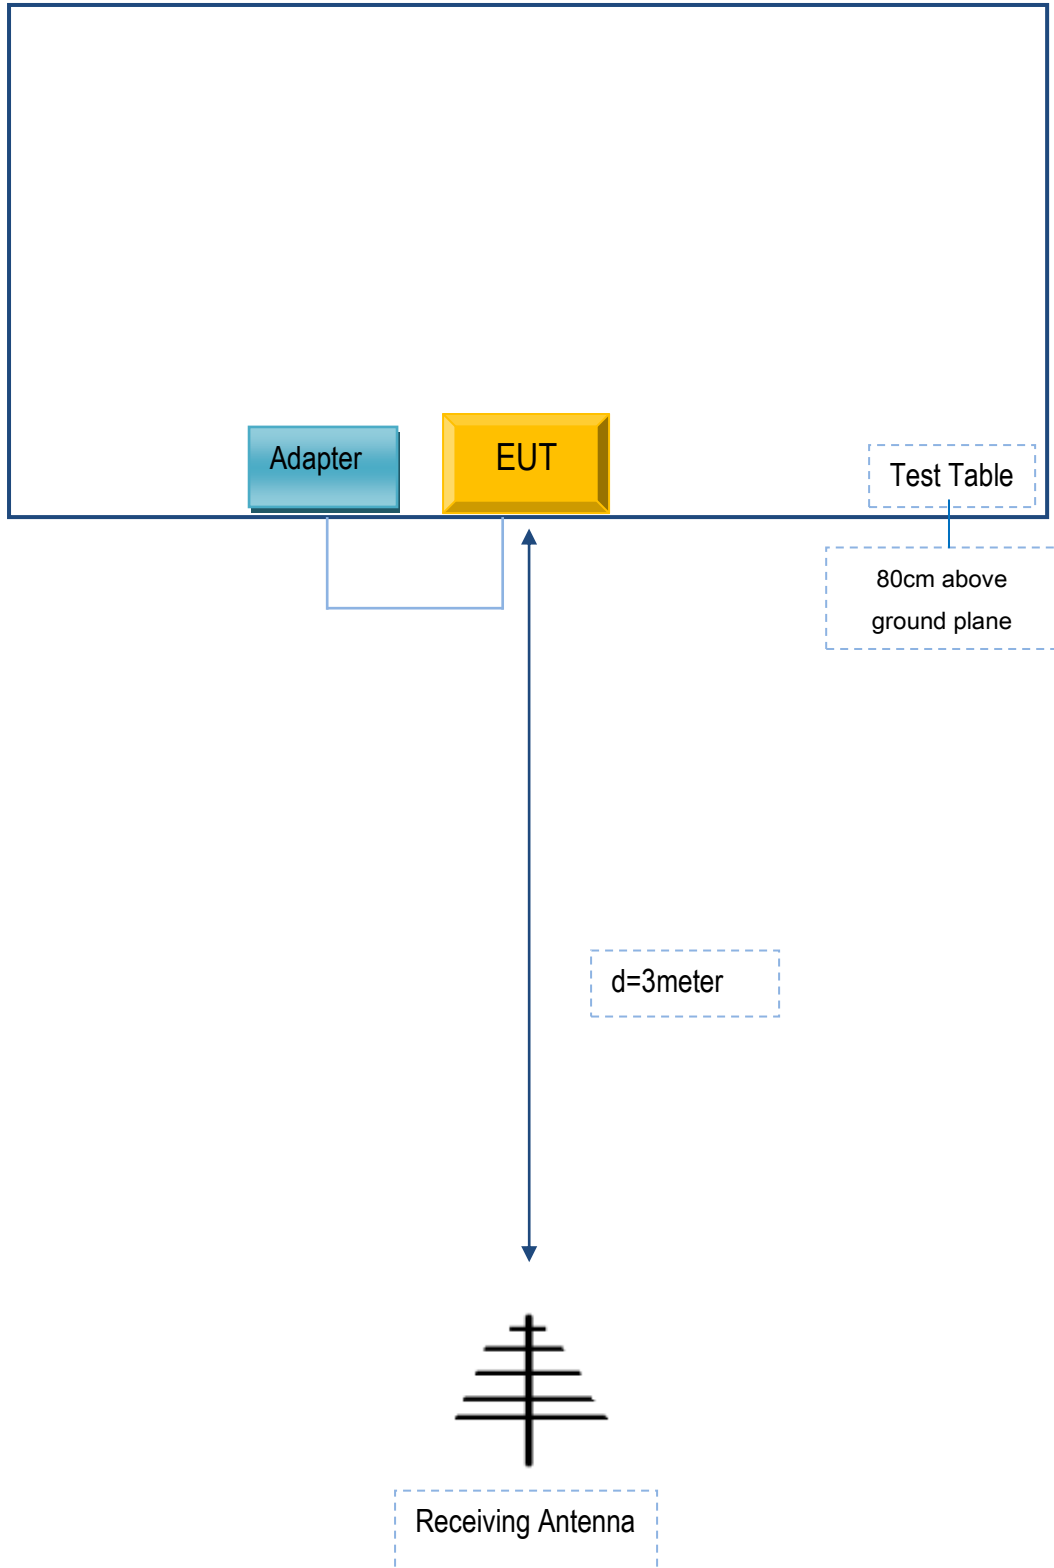 Adapter
EUT
Test Table
80cm above
ground plane
d=3meter
Receiving Antenna